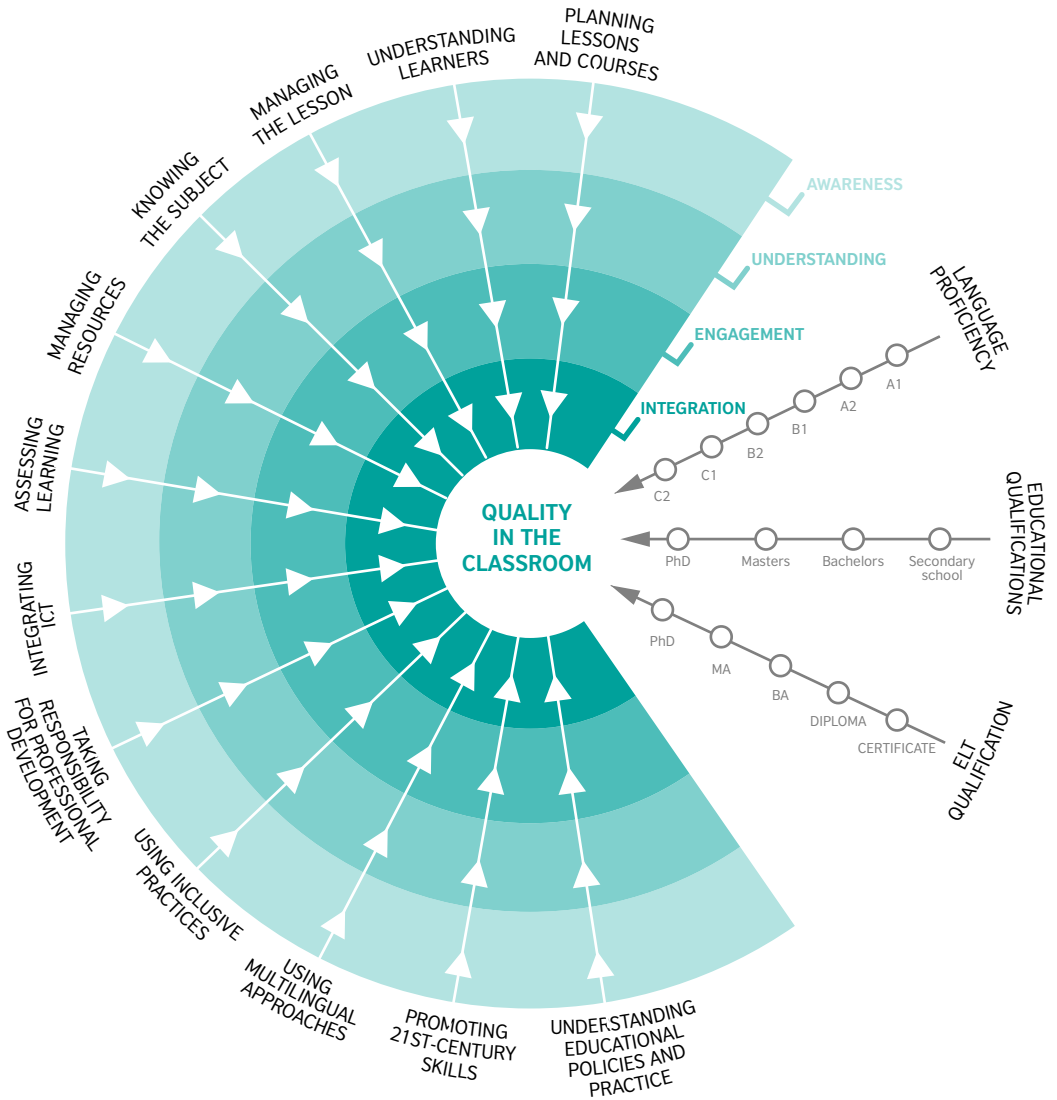 PLANNING
LESSONS
AND COURSES
UNDERSTANDING
LEARNERS
MANAGING
THE LESSON
KNOWING
THE SUBJECT
MANAGING
RESOURCES
ASSESSING
LEARNING
INTEGRATING
ICT
TAKING
RESPONSIBILITY
FOR PROFESSIONAL
DEVELOPMENT
USING INCLUSIVE
PRACTICES
USING
MULTILINGUAL
APPROACHES
PROMOTING
21ST-CENTURY
SKILLS
UNDERSTANDING
EDUCATIONAL
POLICIES AND
PRACTICE
AWARENESS
UNDERSTANDING
ENGAGEMENT
INTEGRATION
QUALITY
IN THE
CLASSROOM
LANGUAGE
PROFICIENCY
A1
A2
B1
B2
C1
C2
EDUCATIONAL
QUALIFICATIONS
PhD
Masters
Bachelors
Secondary
school
PhD
MA
BA
DIPLOMA
CERTIFICATE
ELT
QUALIFICATION